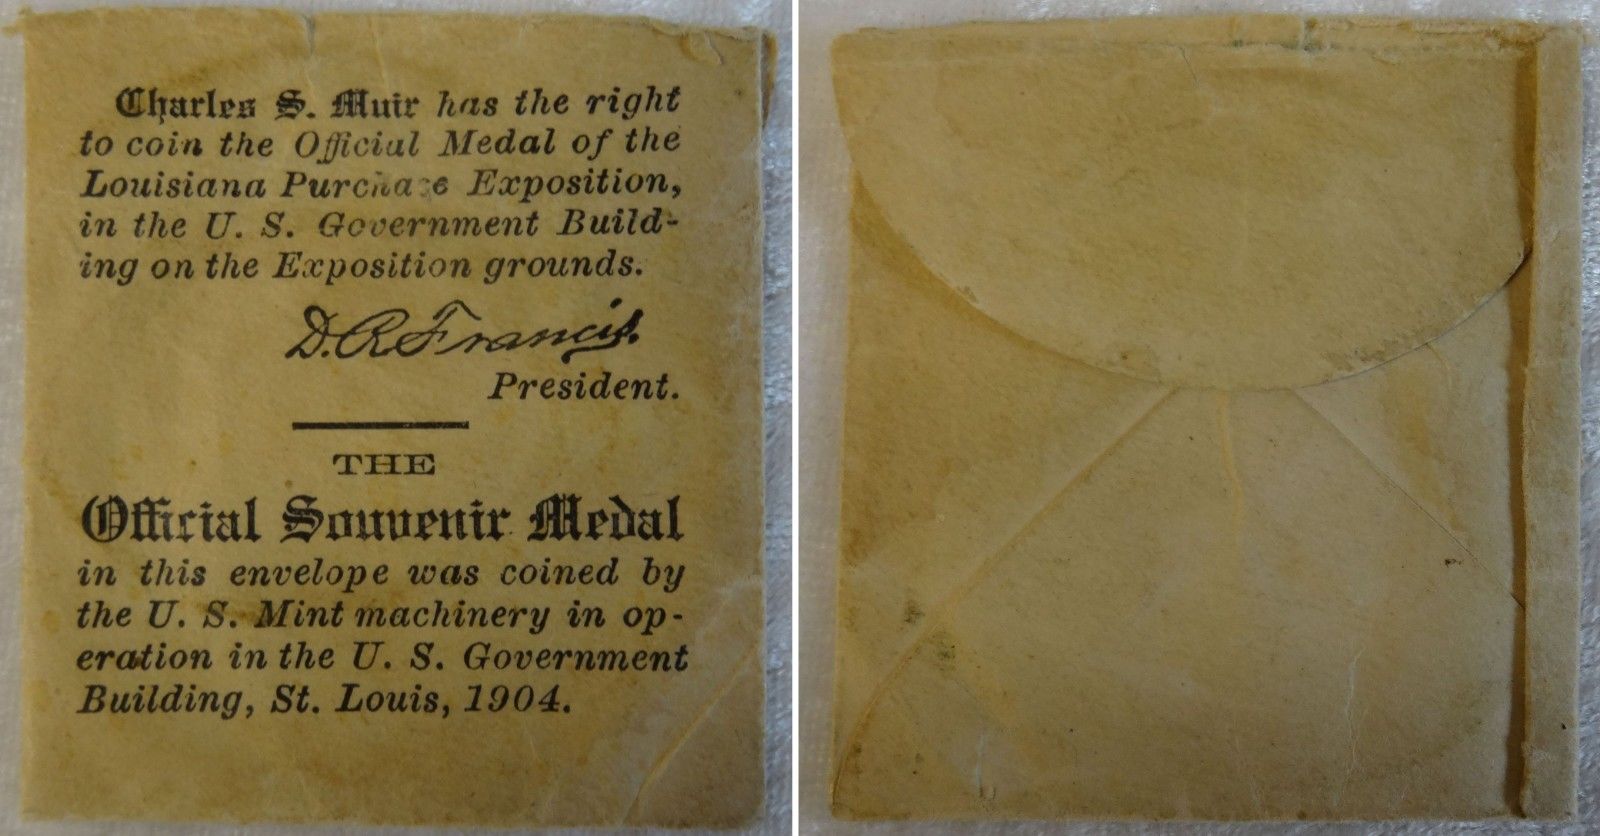 Charles S. Muir has the right
to coin the Official Medal of the
Louisiana Purchase Exposition,
in the U. S. Government Build-
ing on the Exposition grounds.
D. R. Francis.
President.
THE
Official Souvenir Medal
in this envelope was coined by
the U. S. Mint machinery in op-
eration in the U. S. Government
Building, St. Louis, 1904.